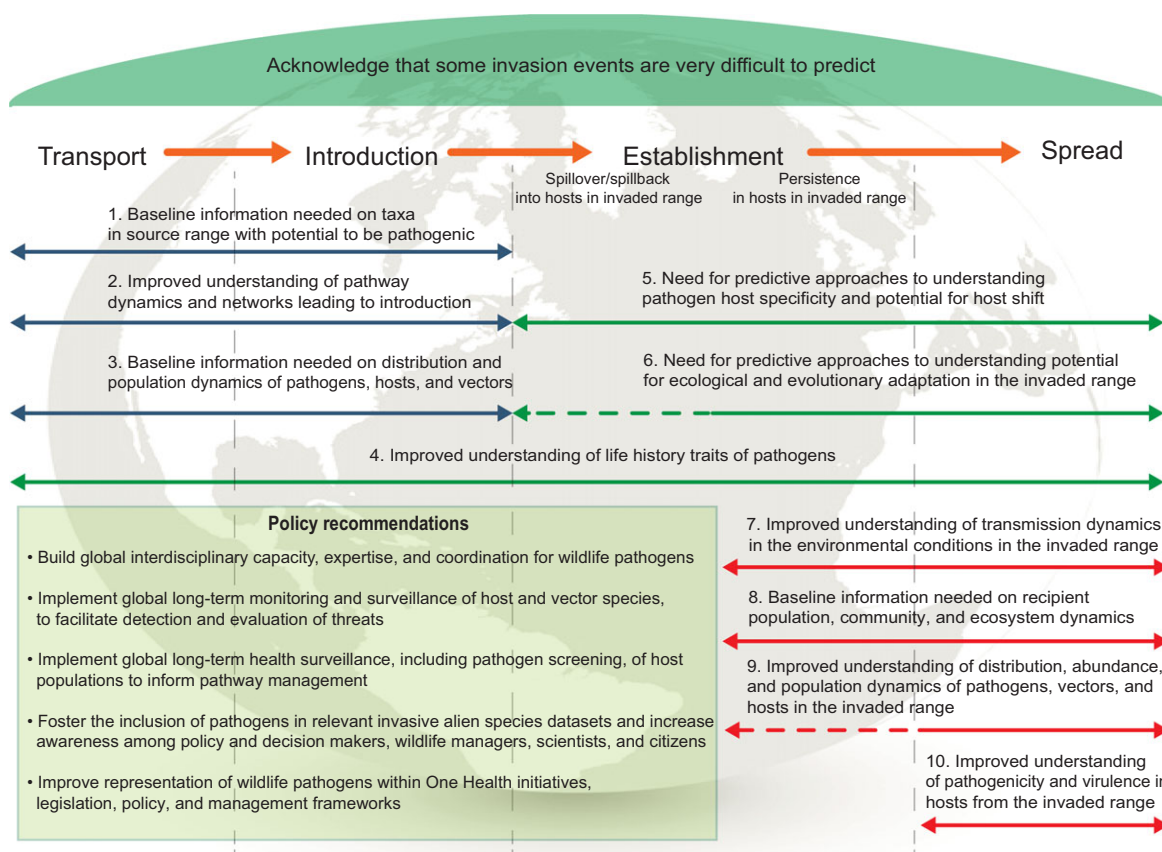 Acknowledge that some invasion events are very difficult to predict
Transport
Introduction
Establishment
Spread
Spillover/spillback
into hosts in invaded range
Persistence
in hosts in invaded range
1. Baseline information needed on taxa
in source range with potential to be pathogenic
2. Improved understanding of pathway
dynamics and networks leading to introduction
5. Need for predictive approaches to understanding
pathogen host specificity and potential for host shift
3. Baseline information needed on distribution and
population dynamics of pathogens, hosts, and vectors
6. Need for predictive approaches to understanding potential
for ecological and evolutionary adaptation in the invaded range
4. Improved understanding of life history traits of pathogens
Policy recommendations
• Build global interdisciplinary capacity, expertise, and coordination for wildlife pathogens
• Implement global long-term monitoring and surveillance of host and vector species,
to facilitate detection and evaluation of threats
• Implement global long-term health surveillance, including pathogen screening, of host
populations to inform pathway management
• Foster the inclusion of pathogens in relevant invasive alien species datasets and increase
awareness among policy and decision makers, wildlife managers, scientists, and citizens
• Improve representation of wildlife pathogens within One Health initiatives,
legislation, policy, and management frameworks
7. Improved understanding of transmission dynamics
in the environmental conditions in the invaded range
8. Baseline information needed on recipient
population, community, and ecosystem dynamics
9. Improved understanding of distribution, abundance,
and population dynamics of pathogens, vectors, and
hosts in the invaded range
10. Improved understanding
of pathogenicity and virulence in
hosts from the invaded range